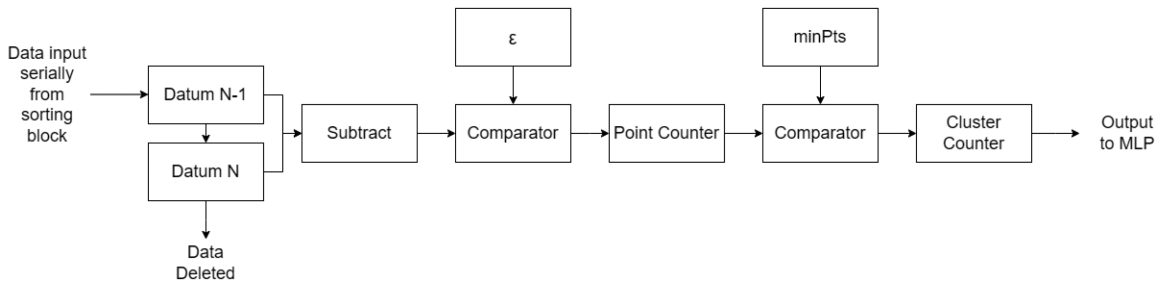 Data input
serially
from
sorting
block
Datum N-1
Datum N
Data
Deleted
Subtract
ε
Comparator
Point Counter
minPts
Comparator
Cluster
Counter
Output
to MLP